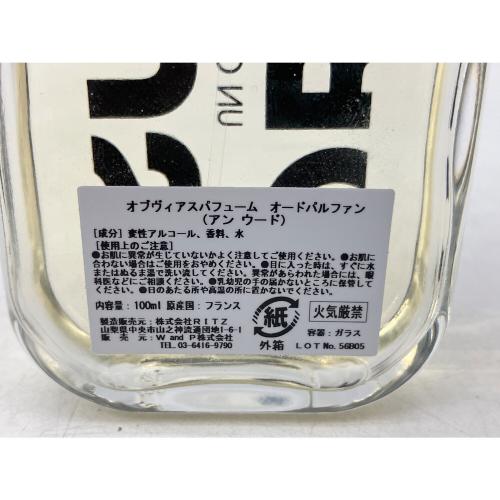 UN
オブヴィアスパフューム オードパルファン
（アン ウード）
[成分] 変性アルコール、香料、水
[使用上のご注意]
●お肌に異常が生じていないかよく注意してご使用ください。●お肌に
合わない場合はご使用をおやめください。●目に入った時は、すぐに水
またはぬるま湯で洗い流してください。異常があらわれた場合には、眼
科医などにご相談ください。●乳幼児の手の届かないところに保管して
ください。●日のあたる所や高温の所に置かないでください。
内容量：100ml 原産国：フランス
製造販売元：株式会社RITZ
山梨県中央市山之神流通団地1-6-1
販売元：W and P株式会社
TEL. 03-6416-9790
紙
外箱
火気厳禁
容器：ガラス
LOT No. 56B05